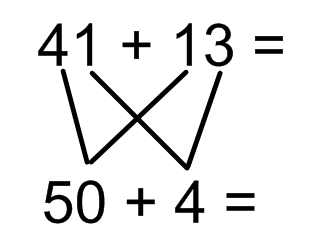 41 + 13 =
50 + 4 =